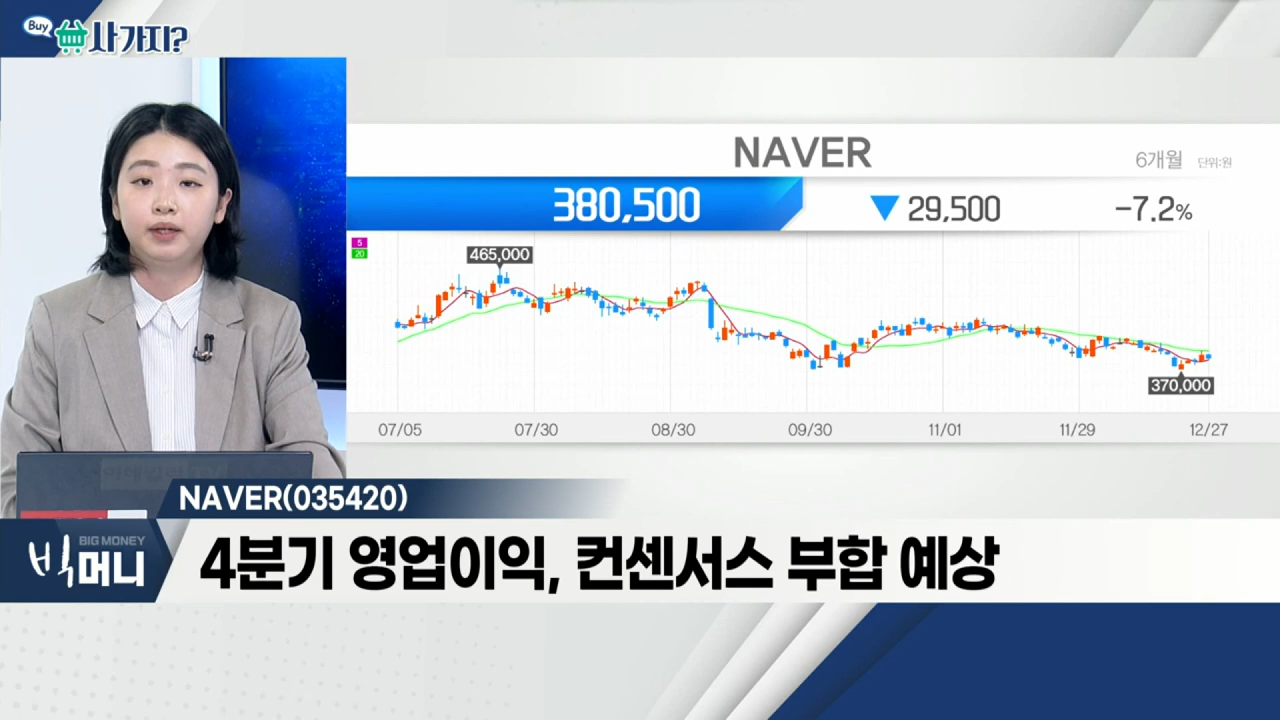 Buy
사가지?
NAVER
6개월 단위:원
380,500
▼ 29,500
-7.2%
5
20
465,000
370,000
07/05 07/30 08/30 09/30 11/01 11/29 12/27
NAVER(035420)
BIG MONEY
빅머니
4분기 영업이익, 컨센서스 부합 예상